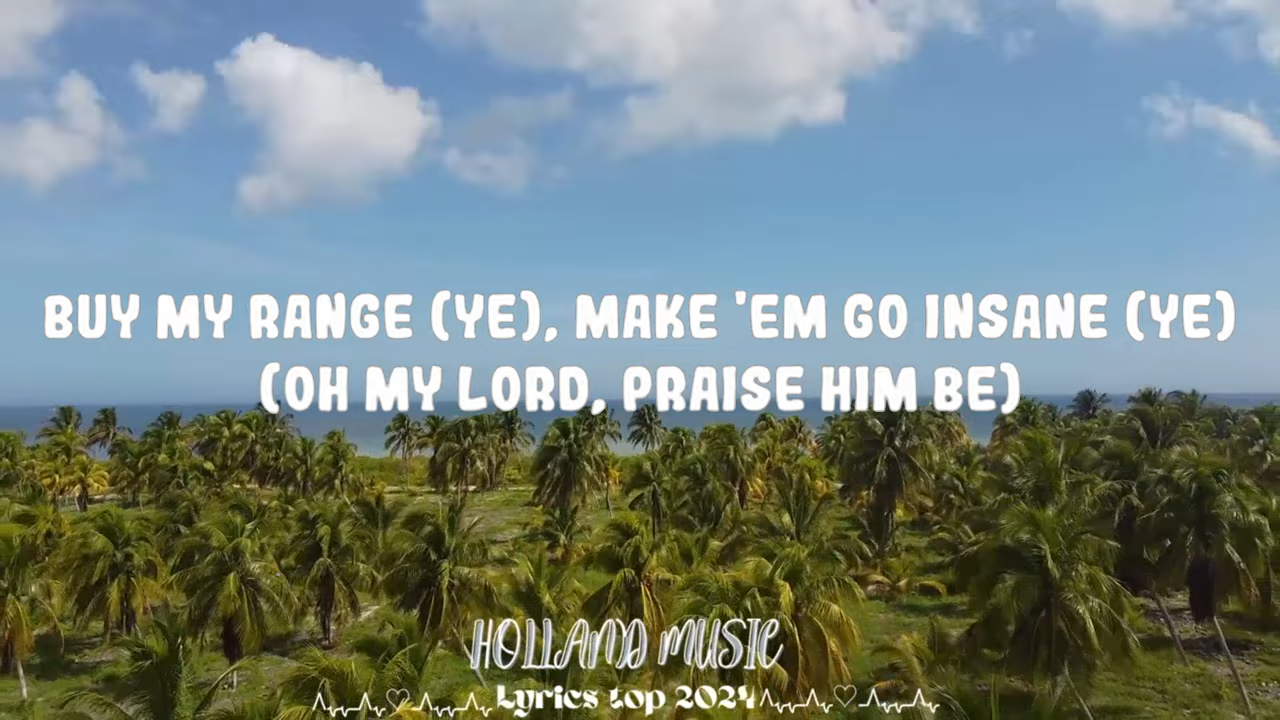 BUY MY RANGE (YE), MAKE 'EM GO INSANE (YE)
(OH MY LORD, PRAISE HIM BE)
HOLLAND MUSIC
Lyrics top 2024